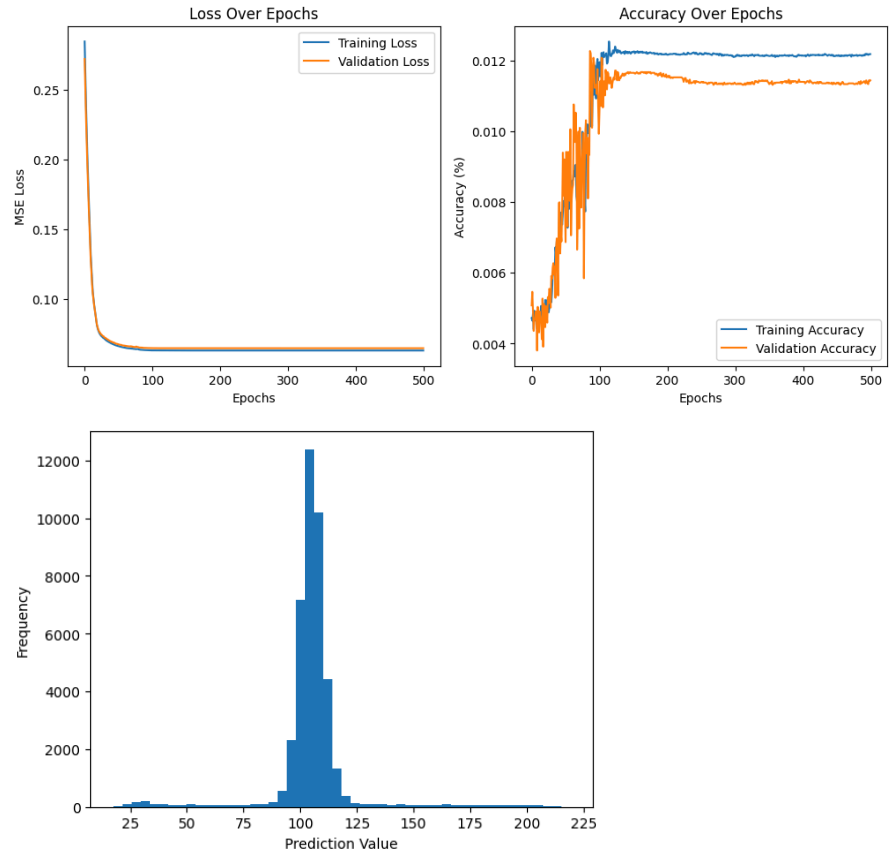 Loss Over Epochs
Training Loss
Validation Loss
0.25
0.20
0.15
0.10
MSE Loss
0 100 200 300 400 500
Epochs
Accuracy Over Epochs
0.012
0.010
0.008
0.006
0.004
Accuracy (%)
Training Accuracy
Validation Accuracy
0 100 200 300 400 500
Epochs
12000
10000
8000
6000
4000
2000
0
Frequency
25 50 75 100 125 150 175 200 225
Prediction Value